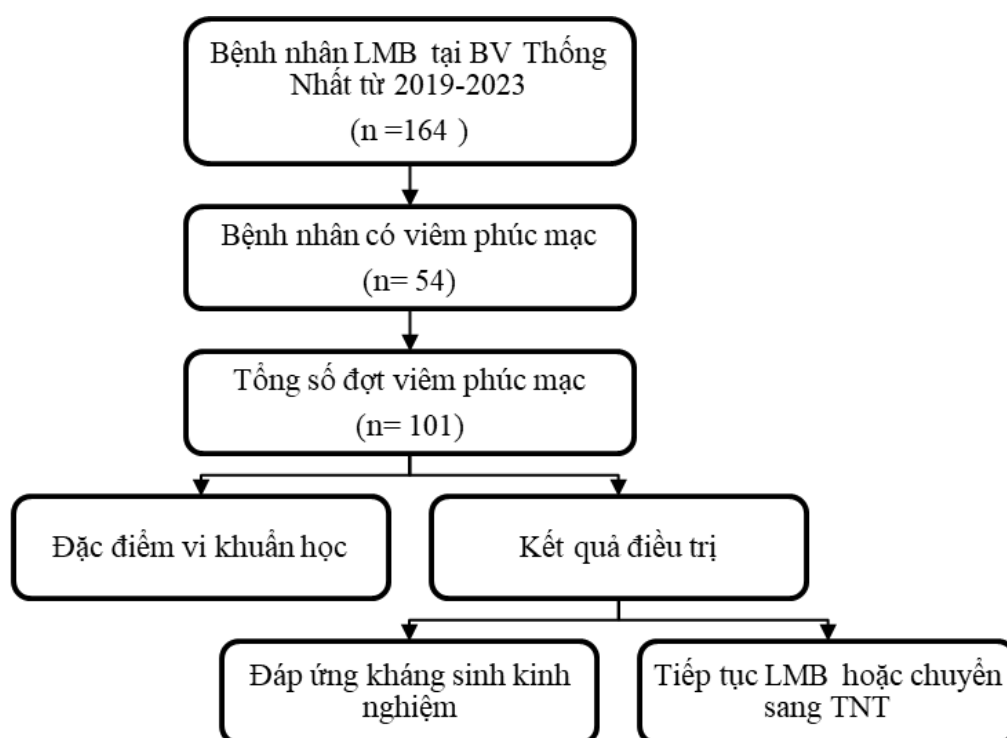 Bệnh nhân LMB tại BV Thống
Nhất từ 2019-2023
(n =164 )
Bệnh nhân có viêm phúc mạc
(n= 54)
Tổng số đợt viêm phúc mạc
(n= 101)
Đặc điểm vi khuẩn học
Kết quả điều trị
Đáp ứng kháng sinh kinh
nghiệm
Tiếp tục LMB hoặc chuyển
sang TNT